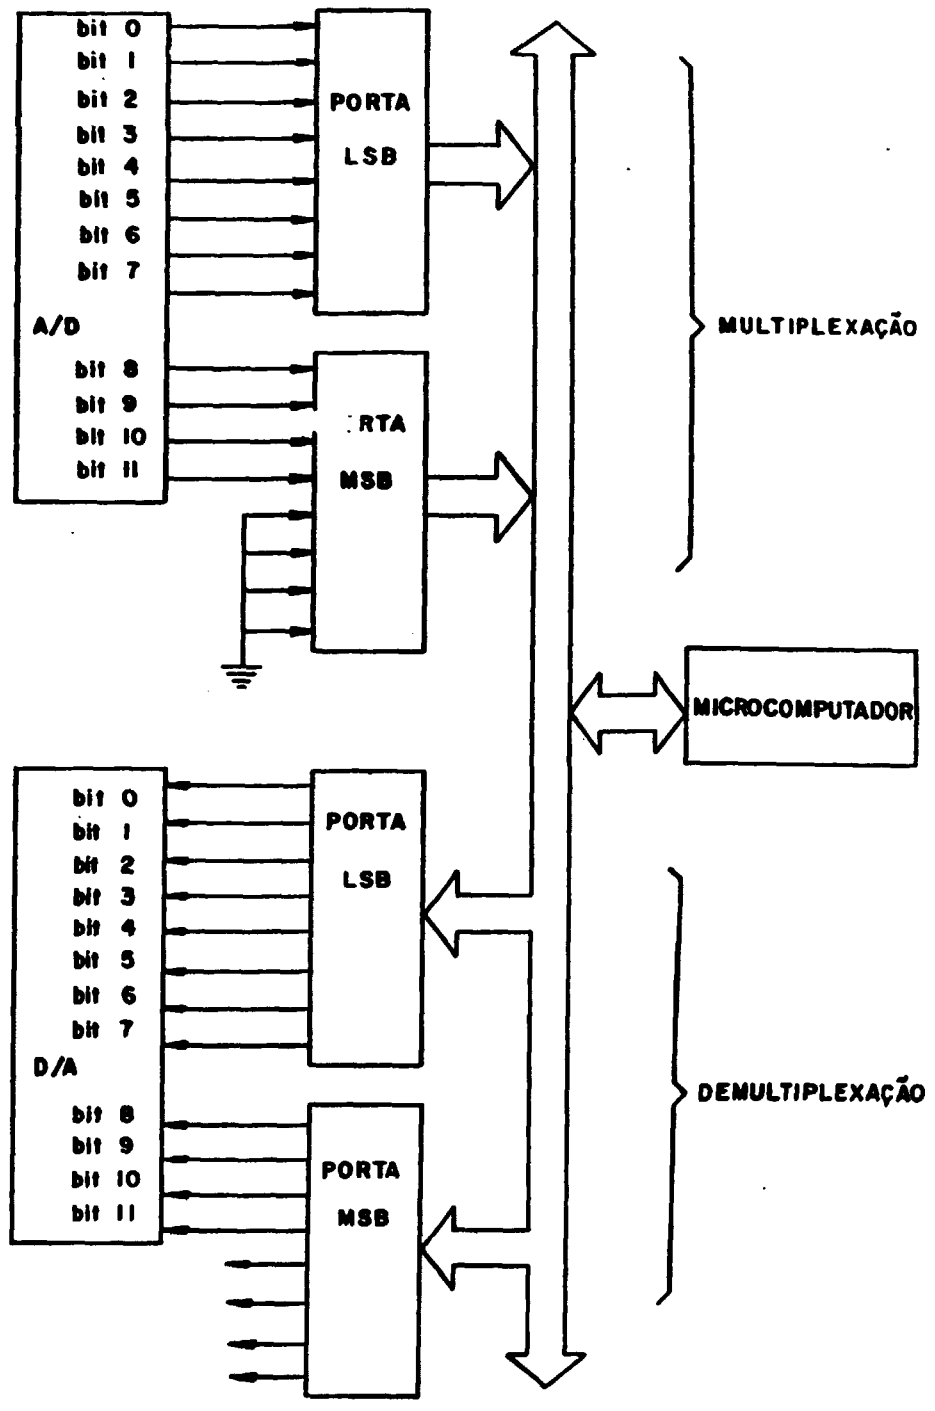 bit 0
bit 1
bit 2
bit 3
bit 4
bit 5
bit 6
bit 7
A/D
bit 8
bit 9
bit 10
bit 11
PORTA
LSB
RTA
MSB
MULTIPLEXAÇÃO
MICROCOMPUTADOR
bit 0
bit 1
bit 2
bit 3
bit 4
bit 5
bit 6
bit 7
D/A
bit 8
bit 9
bit 10
bit 11
PORTA
LSB
PORTA
MSB
DEMULTIPLEXAÇÃO